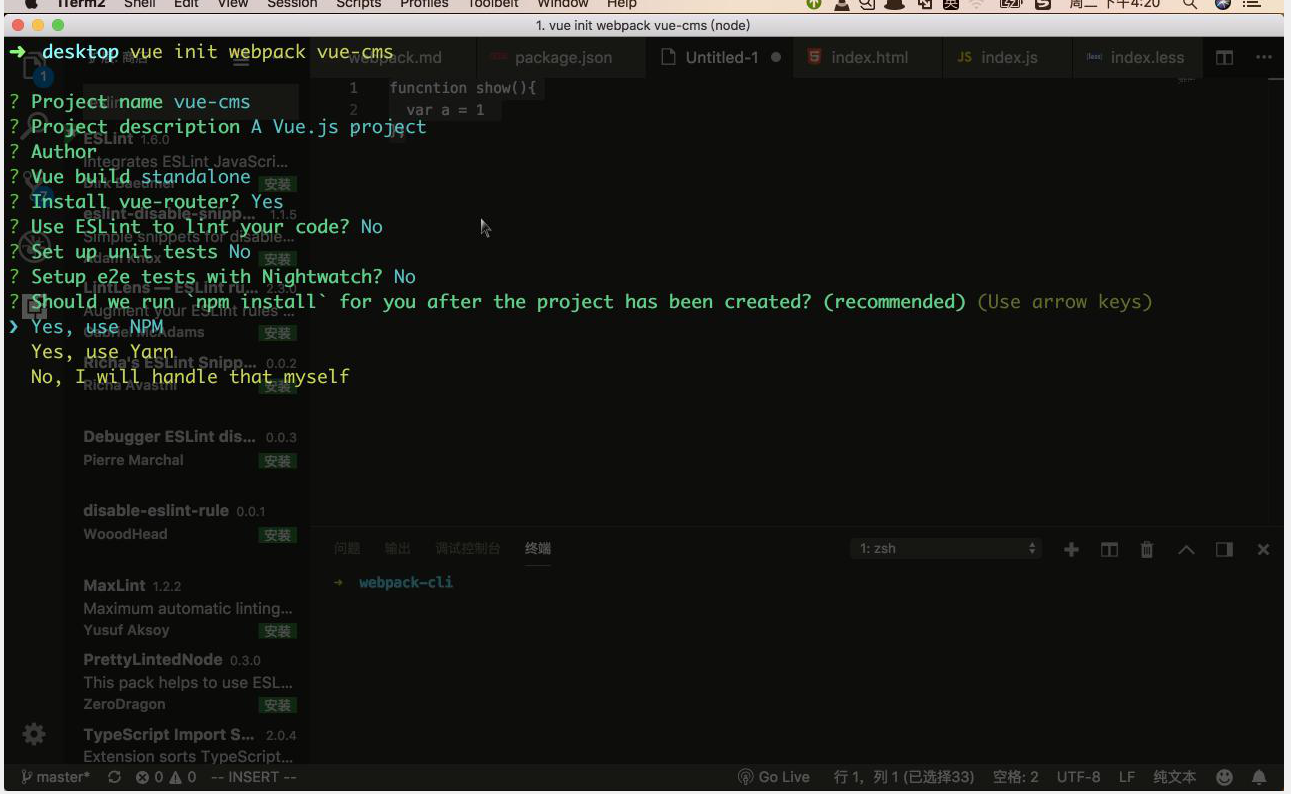 iTerm2 Shell Edit View Session Scripts Profiles Toolbelt Window Help 英 周二 下午4:20
1. vue init webpack vue-cms (node)
➜ desktop vue init webpack vue-cms
webpack.md package.json Untitled-1 index.html JS index.js index.less
1
1 funcntion show(){
2 var a = 1
? Project name vue-cms
? Project description A Vue.js project
? Author
? Vue build standalone
? Install vue-router? Yes
? Use ESLint to lint your code? No
? Set up unit tests No
? Setup e2e tests with Nightwatch? No
? Should we run `npm install` for you after the project has been created? (recommended) (Use arrow keys)
❯ Yes, use NPM
Yes, use Yarn
No, I will handle that myself
ESLint 1.6.0
Integrates ESLint JavaScri...
Dirk Baeumer 安装
eslint-disable-snipp... 1.1.5
Simple snippets for disable...
Adam Knox 安装
LintLens — ESLint ru... 2.3.0
Augment your ESLint rules ...
Gabriel McAdams 安装
Richa's ESLint Snipp... 0.0.2
Richa Avasthi 安装
Debugger ESLint dis... 0.0.3
Pierre Marchal 安装
disable-eslint-rule 0.0.1
WooodHead 安装
MaxLint 1.2.2
Maximum automatic linting...
Yusuf Aksoy 安装
PrettyLintedNode 0.3.0
This pack helps to use ESL...
ZeroDragon 安装
TypeScript Import S... 2.0.4
Extension sorts TypeScript...
问题 输出 调试控制台 终端 1: zsh
➜ webpack-cli
master* 0 0 -- INSERT -- Go Live 行 1，列 1 (已选择33) 空格: 2 UTF-8 LF 纯文本